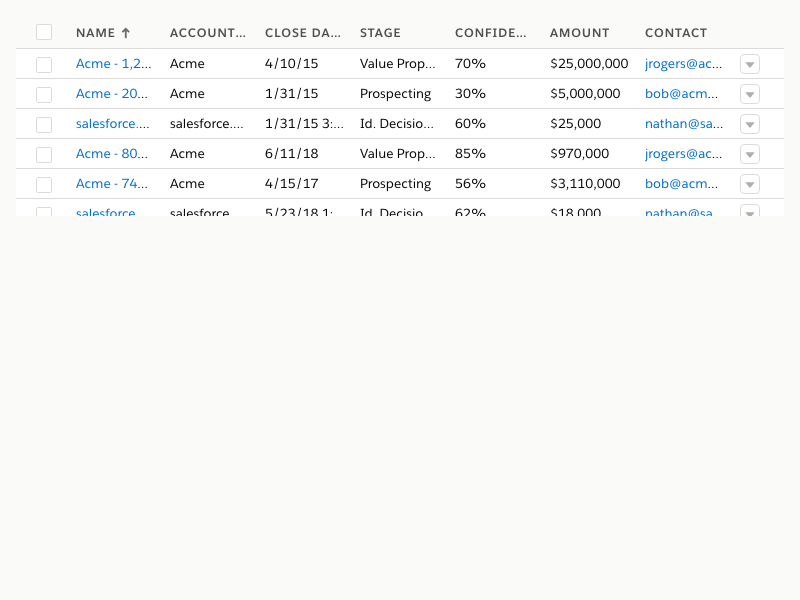 NAME ACCOUNT... CLOSE DA... STAGE CONFIDE... AMOUNT CONTACT
Acme - 1,2... Acme 4/10/15 Value Prop... 70% $25,000,000 jrogers@ac...
Acme - 20... Acme 1/31/15 Prospecting 30% $5,000,000 bob@acm...
salesforce.... salesforce.... 1/31/15 3:... Id. Decisio... 60% $25,000 nathan@sa...
Acme - 80... Acme 6/11/18 Value Prop... 85% $970,000 jrogers@ac...
Acme - 74... Acme 4/15/17 Prospecting 56% $3,110,000 bob@acm...
salesforce.... salesforce.... 5/23/18 1:... Id. Decisio... 62% $18,000 nathan@sa...